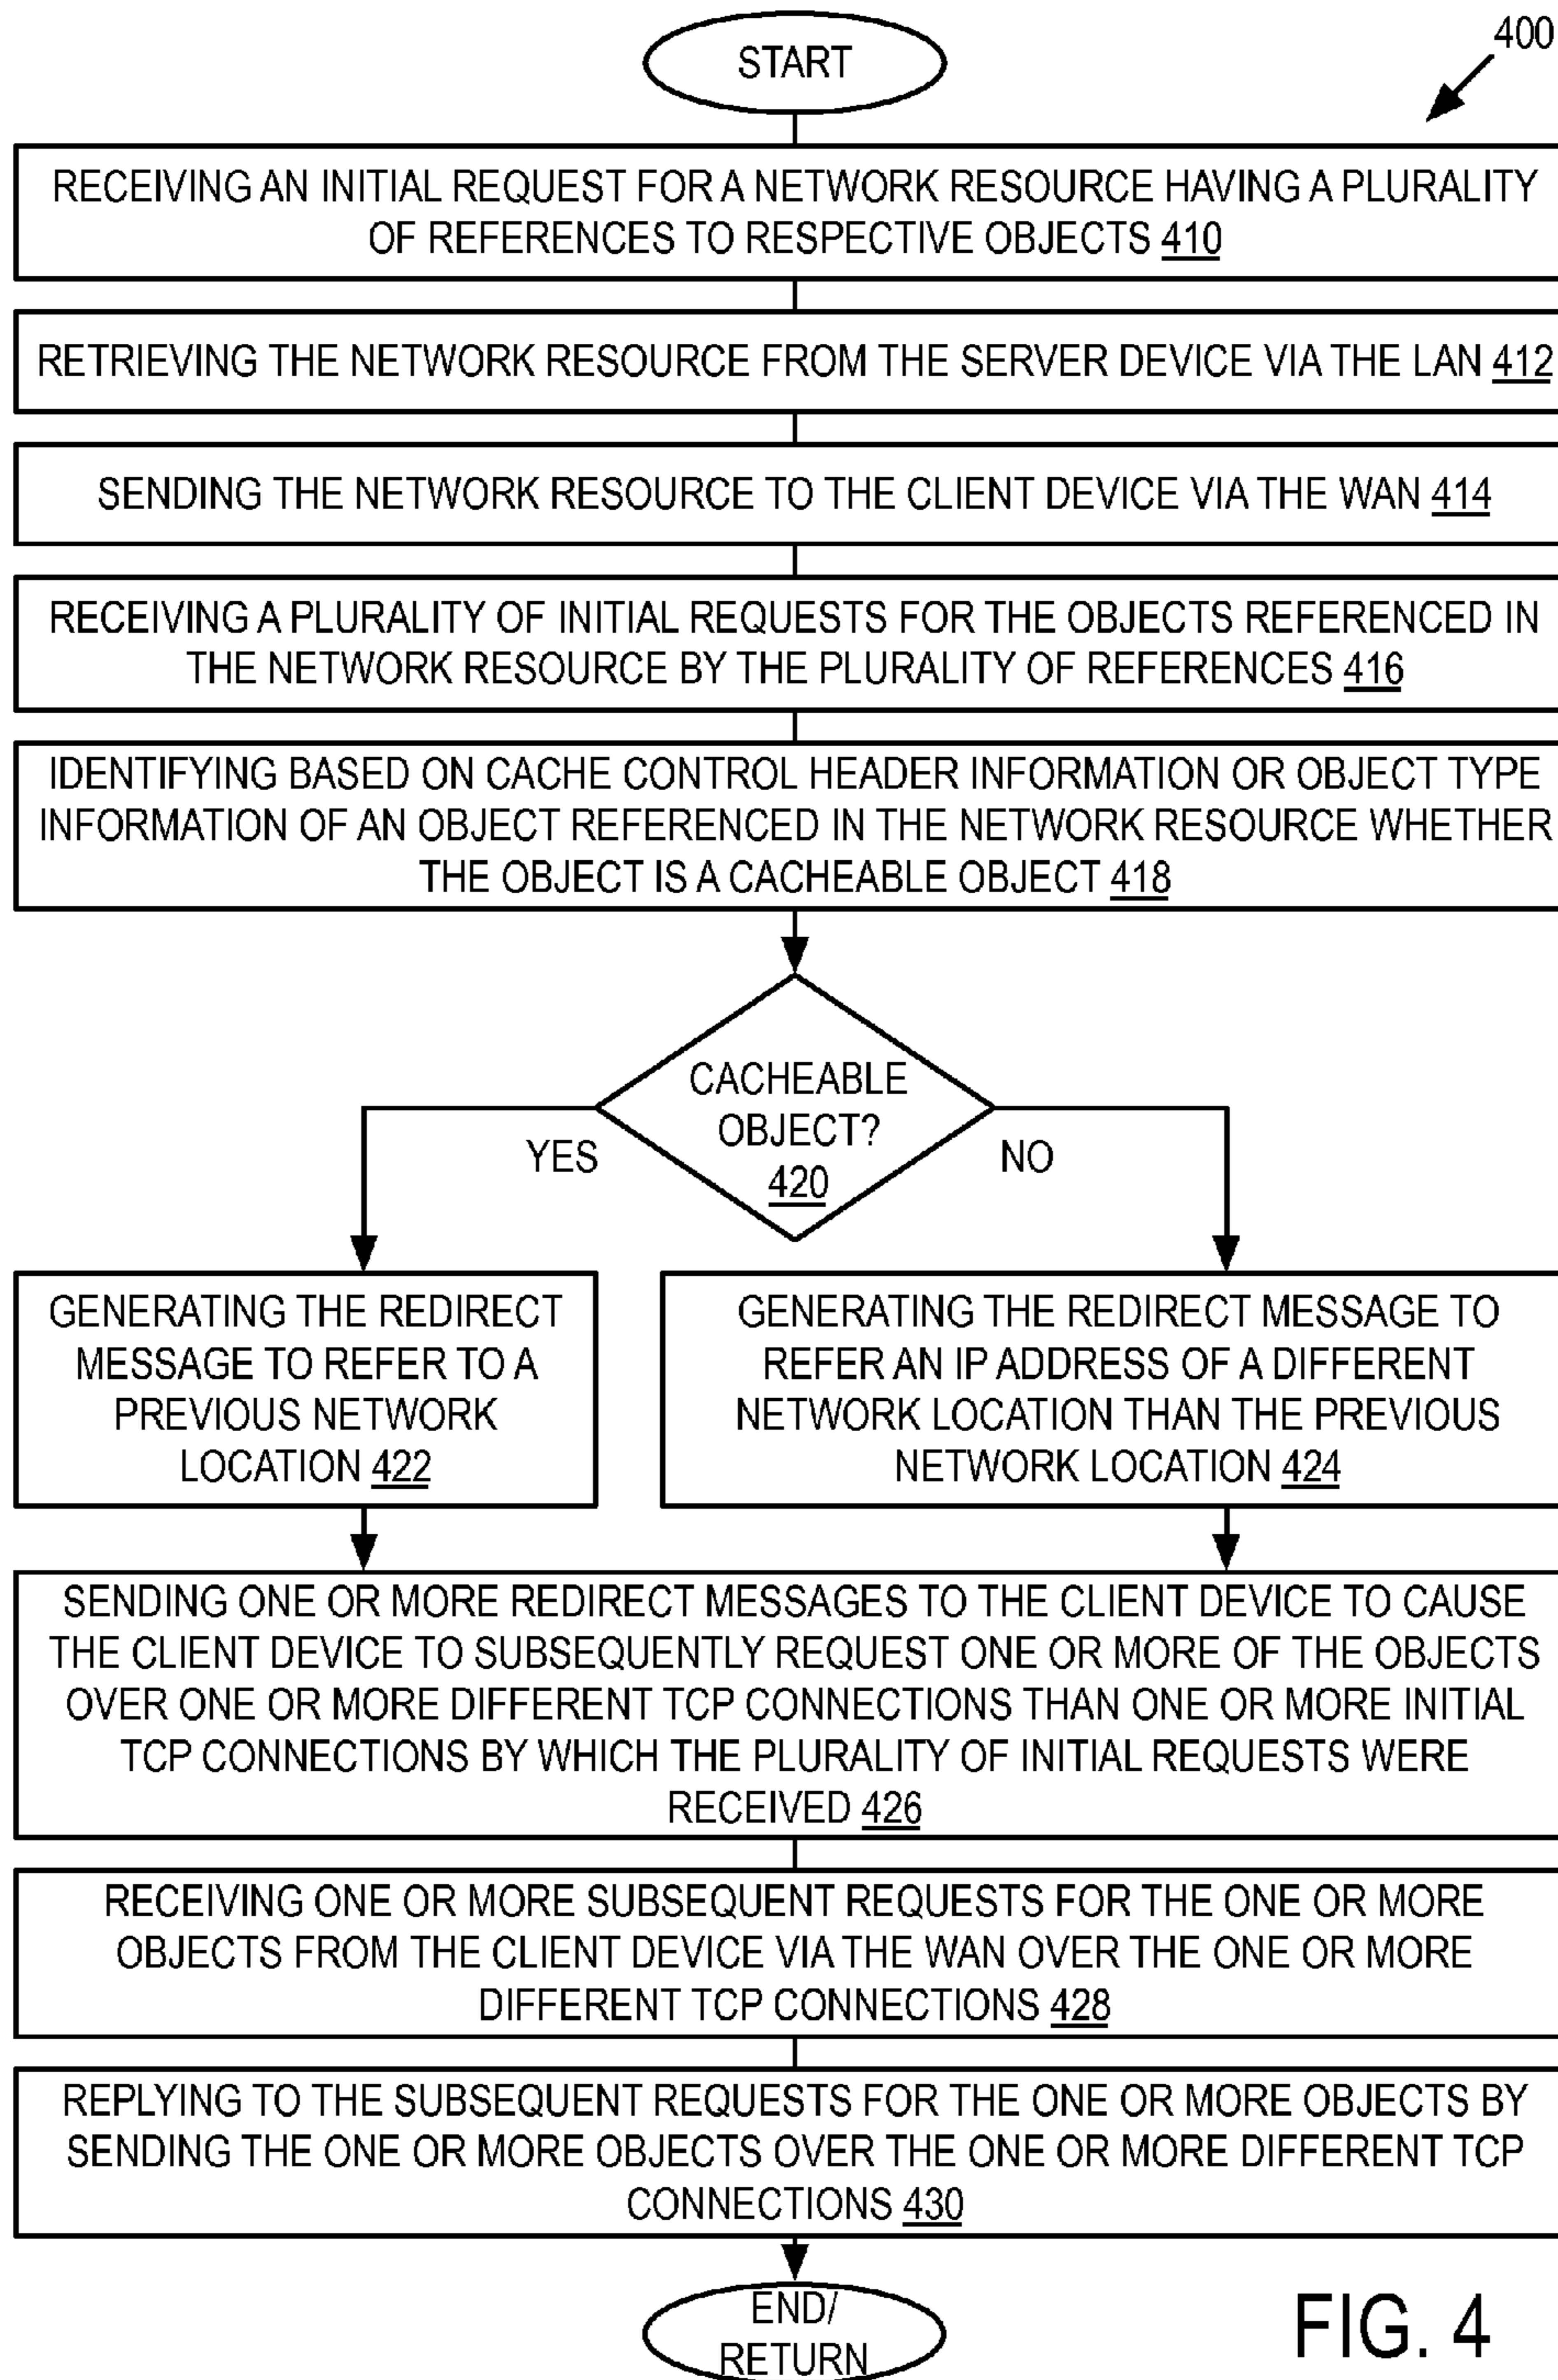 START
400
RECEIVING AN INITIAL REQUEST FOR A NETWORK RESOURCE HAVING A PLURALITY
OF REFERENCES TO RESPECTIVE OBJECTS 410
RETRIEVING THE NETWORK RESOURCE FROM THE SERVER DEVICE VIA THE LAN 412
SENDING THE NETWORK RESOURCE TO THE CLIENT DEVICE VIA THE WAN 414
RECEIVING A PLURALITY OF INITIAL REQUESTS FOR THE OBJECTS REFERENCED IN
THE NETWORK RESOURCE BY THE PLURALITY OF REFERENCES 416
IDENTIFYING BASED ON CACHE CONTROL HEADER INFORMATION OR OBJECT TYPE
INFORMATION OF AN OBJECT REFERENCED IN THE NETWORK RESOURCE WHETHER
THE OBJECT IS A CACHEABLE OBJECT 418
CACHEABLE
OBJECT?
420
YES
NO
GENERATING THE REDIRECT
MESSAGE TO REFER TO A
PREVIOUS NETWORK
LOCATION 422
GENERATING THE REDIRECT MESSAGE TO
REFER AN IP ADDRESS OF A DIFFERENT
NETWORK LOCATION THAN THE PREVIOUS
NETWORK LOCATION 424
SENDING ONE OR MORE REDIRECT MESSAGES TO THE CLIENT DEVICE TO CAUSE
THE CLIENT DEVICE TO SUBSEQUENTLY REQUEST ONE OR MORE OF THE OBJECTS
OVER ONE OR MORE DIFFERENT TCP CONNECTIONS THAN ONE OR MORE INITIAL
TCP CONNECTIONS BY WHICH THE PLURALITY OF INITIAL REQUESTS WERE
RECEIVED 426
RECEIVING ONE OR MORE SUBSEQUENT REQUESTS FOR THE ONE OR MORE
OBJECTS FROM THE CLIENT DEVICE VIA THE WAN OVER THE ONE OR MORE
DIFFERENT TCP CONNECTIONS 428
REPLYING TO THE SUBSEQUENT REQUESTS FOR THE ONE OR MORE OBJECTS BY
SENDING THE ONE OR MORE OBJECTS OVER THE ONE OR MORE DIFFERENT TCP
CONNECTIONS 430
END/
RETURN
FIG. 4